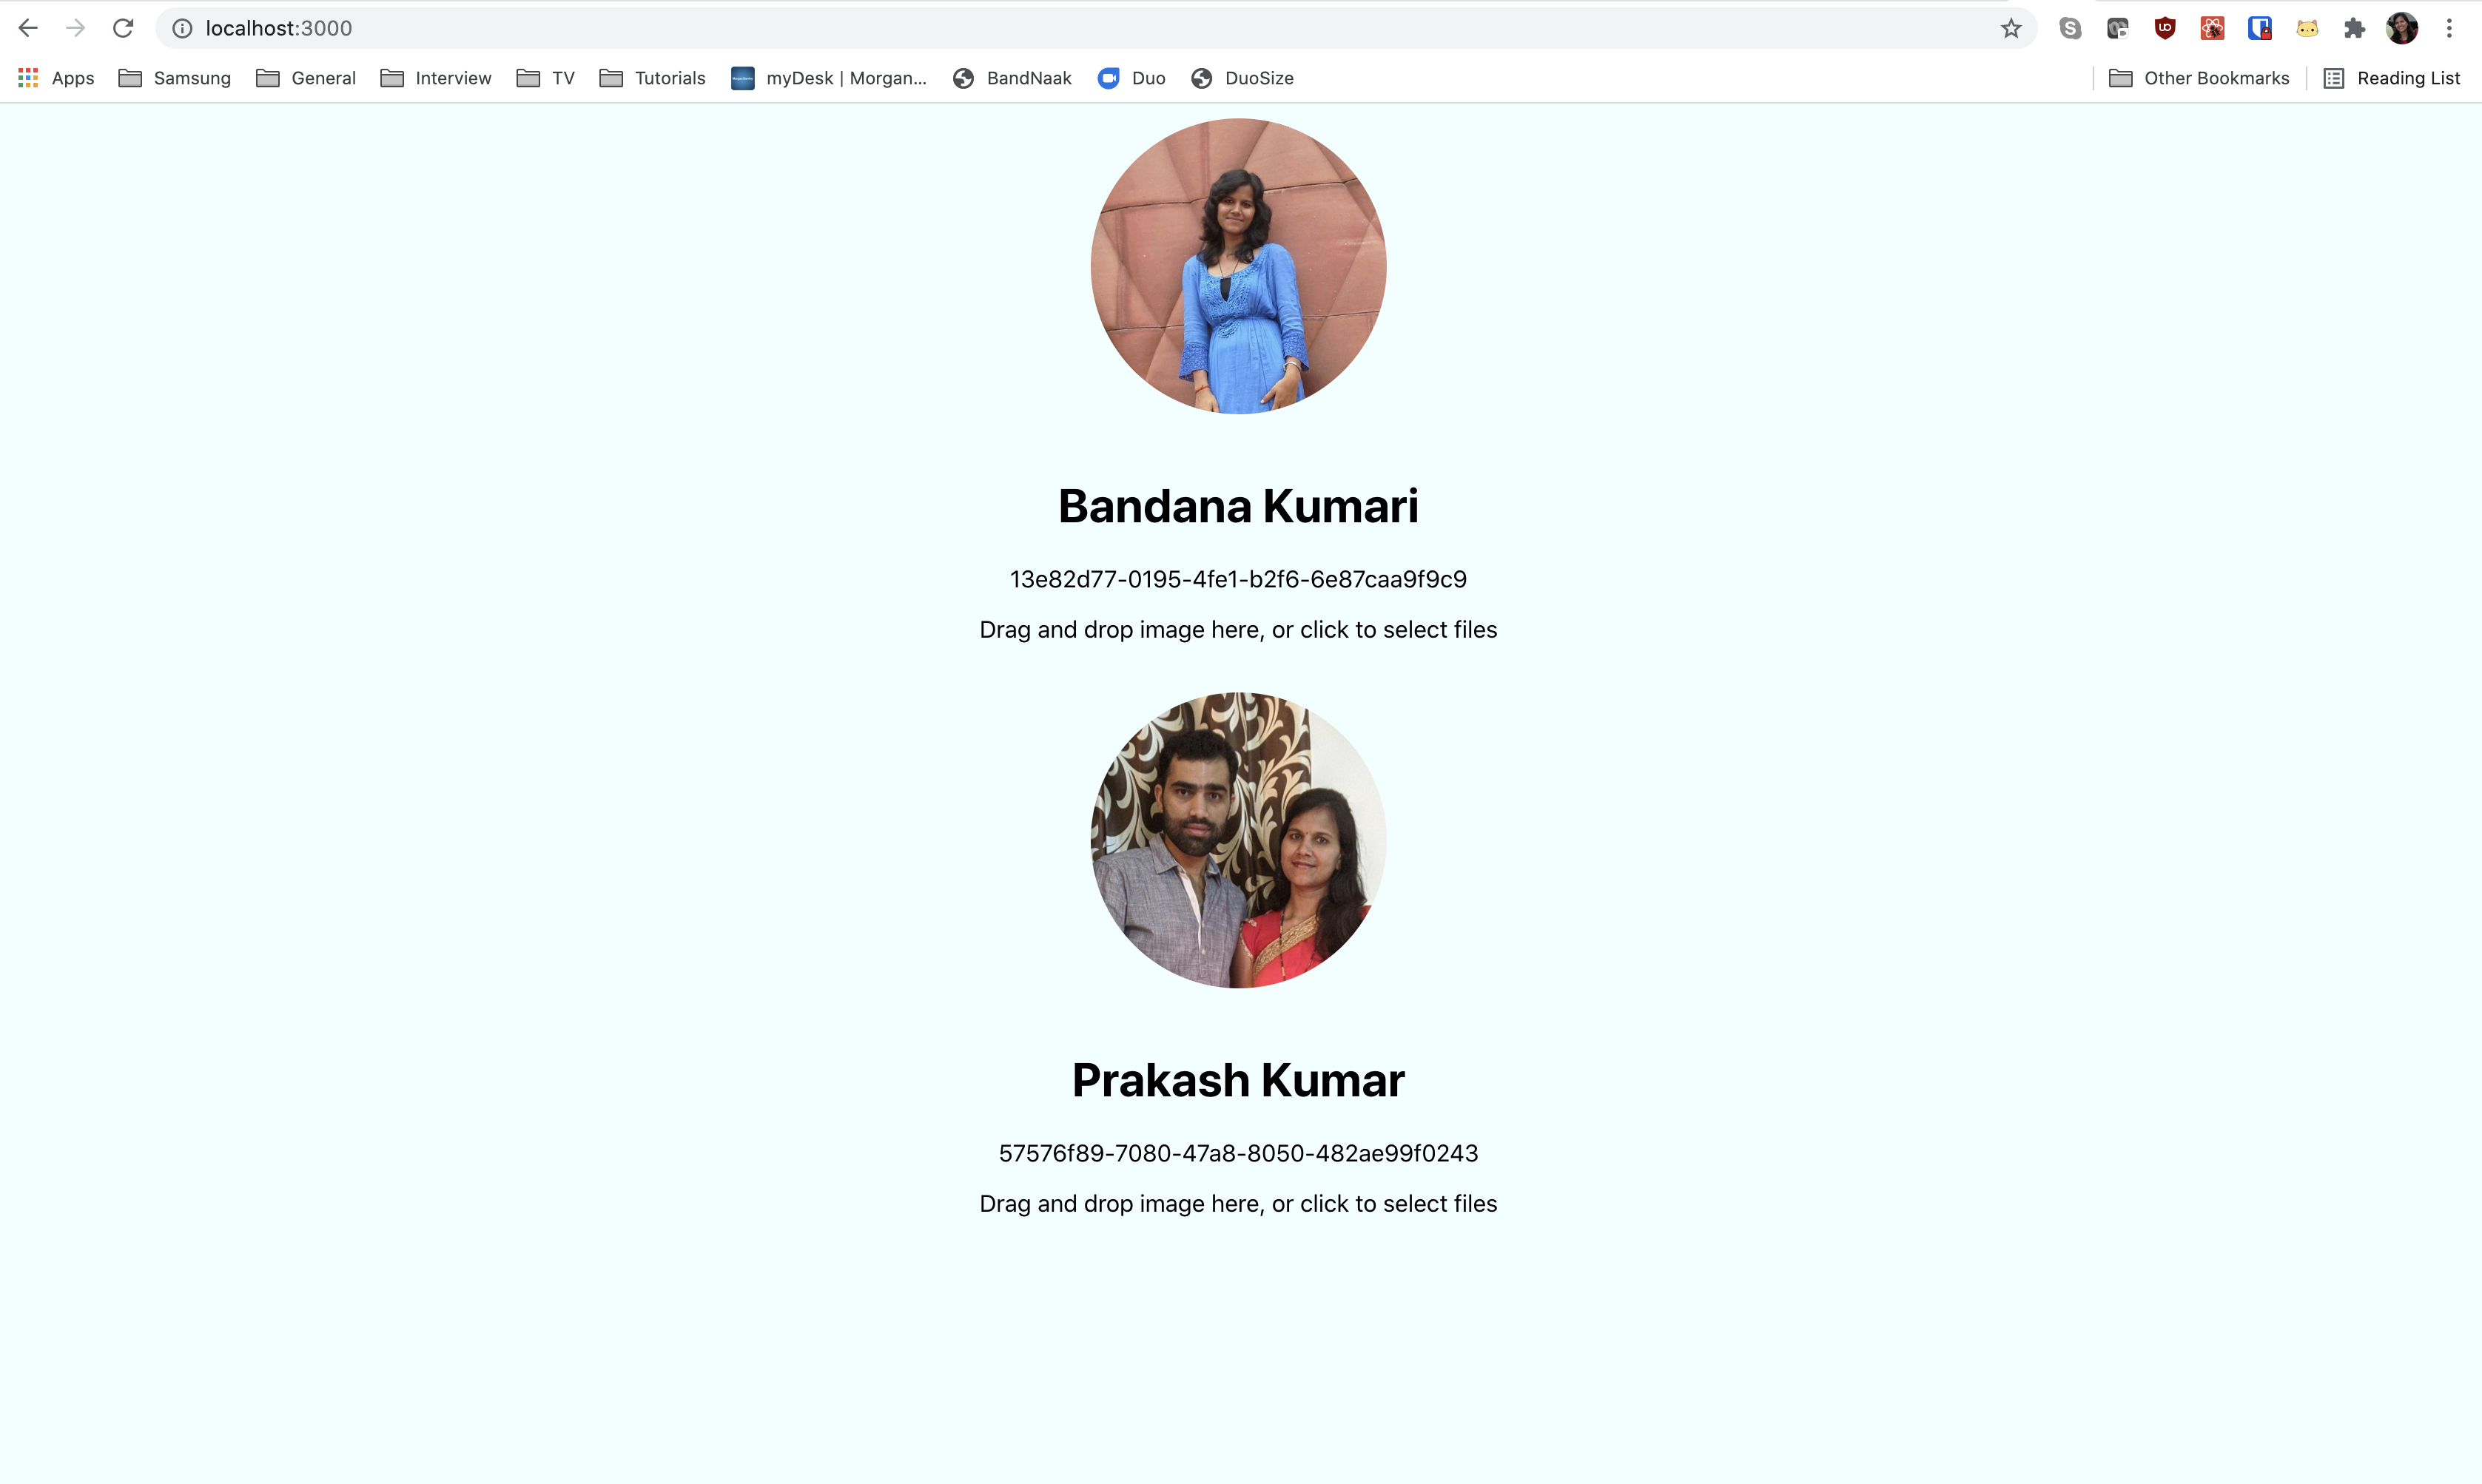 localhost:3000
Apps Samsung General Interview TV Tutorials myDesk | Morgan... BandNaak Duo DuoSize Other Bookmarks Reading List
Bandana Kumari
13e82d77-0195-4fe1-b2f6-6e87caa9f9c9
Drag and drop image here, or click to select files
Prakash Kumar
57576f89-7080-47a8-8050-482ae99f0243
Drag and drop image here, or click to select files